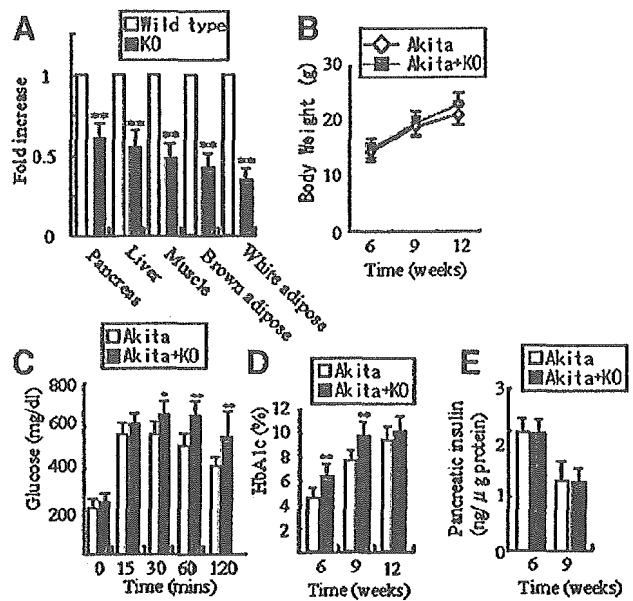 A
Wild type
KO
Fold increase
1
0.5
0
Pancreas
Liver
Muscle
Brown adipose
White adipose
** ** ** ** **
B
Akita
Akita+KO
Body Weight (g)
30
20
10
0
6 9 12
Time (weeks)
C
Akita
Akita+KO
Glucose (mg/dl)
800
600
400
200
* ** **
0 15 30 60 120
Time (mins)
D
Akita
Akita+KO
HbA1c (%)
12
10
8
6
4
2
** **
6 9 12
Time (weeks)
E
Akita
Akita+KO
Pancreatic insulin
(ng/μg protein)
3
2
1
0
6 9
Time (weeks)